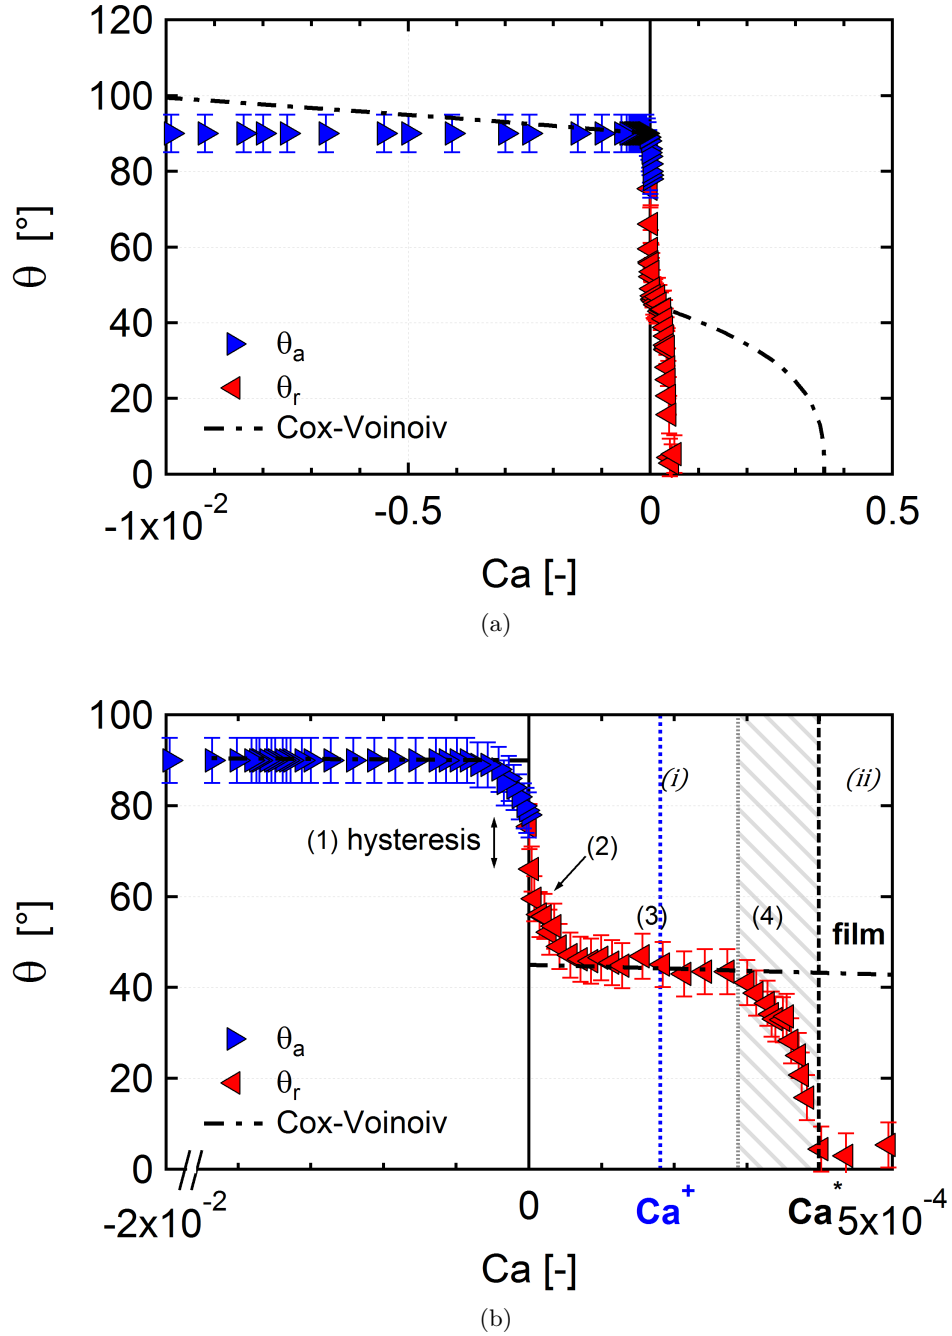 120
100
80
60
40
20
0
θ [°]
θa
θr
Cox-Voinoiv
-1x10-2
-0.5
0
0.5
Ca [-]
(a)
100
80
60
40
20
0
θ [°]
(i)
(ii)
(1) hysteresis
(2)
(3)
(4)
film
θa
θr
Cox-Voinoiv
-2x10-2
0
Ca+
Ca*
5x10-4
Ca [-]
(b)